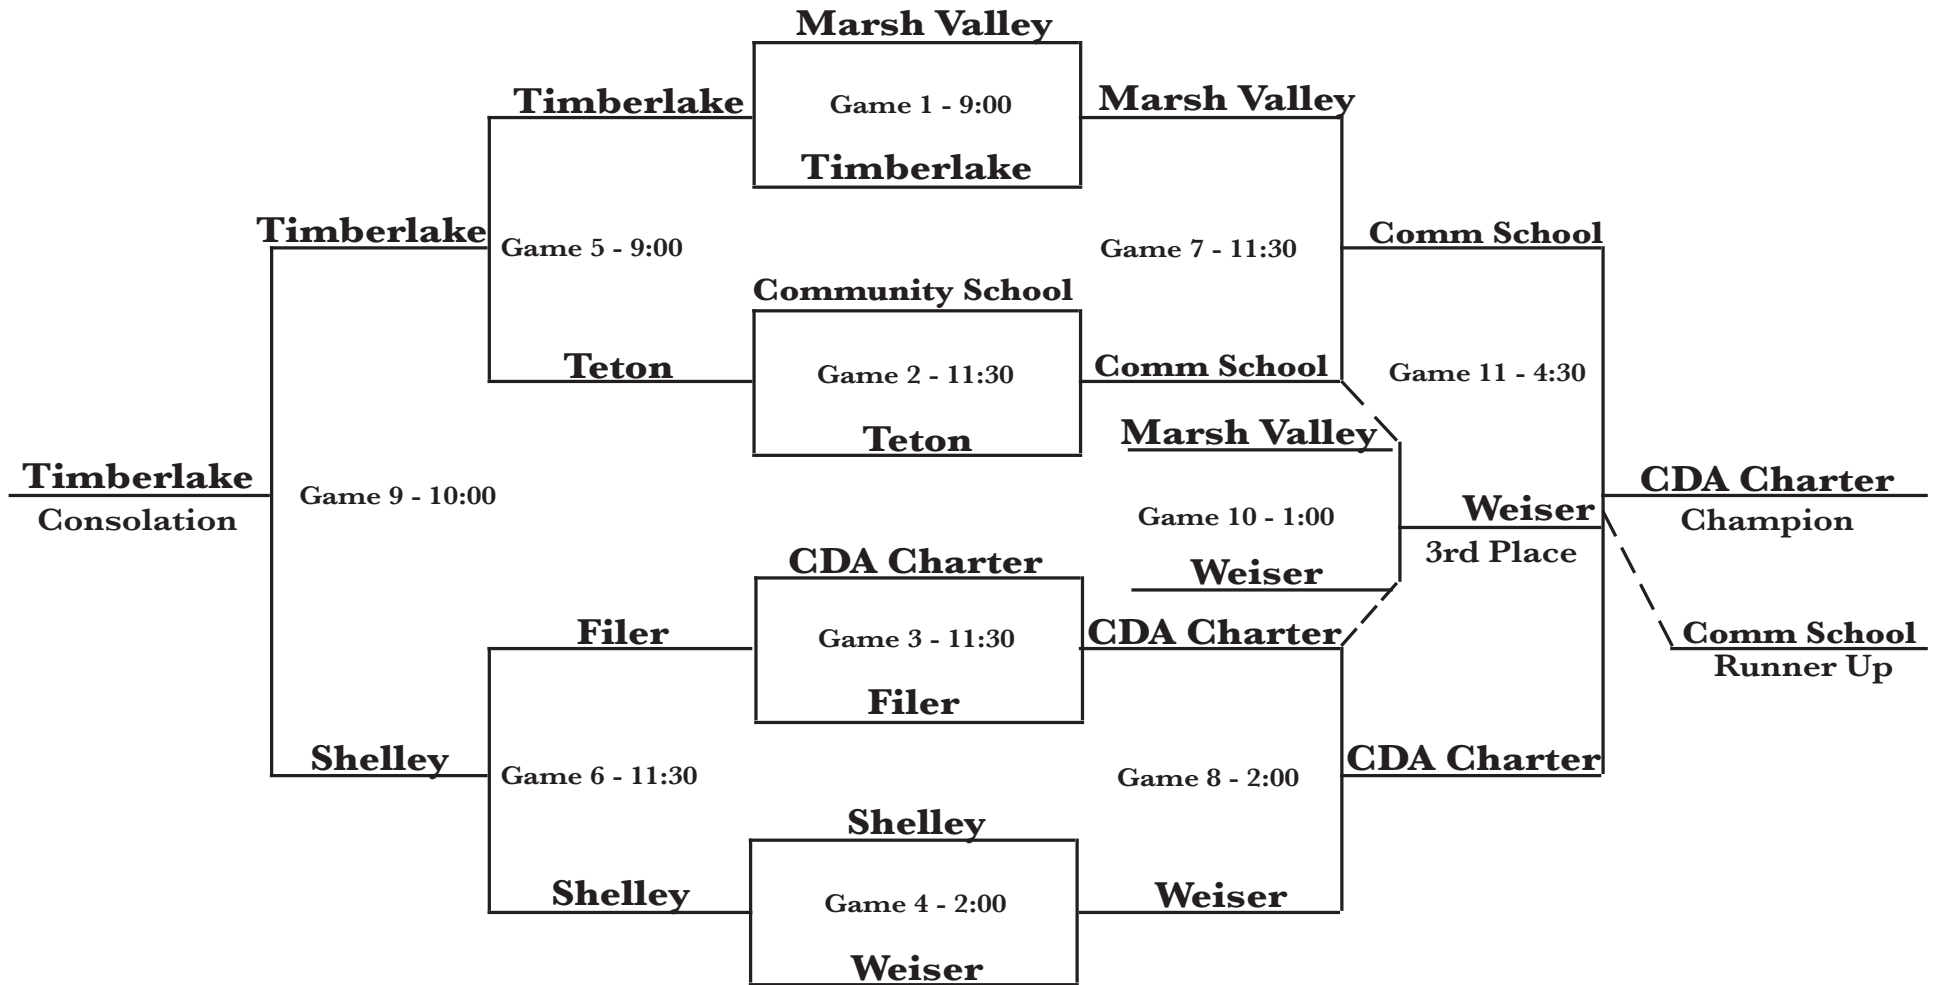 Marsh Valley
Timberlake
Game 1 - 9:00
Marsh Valley
Timberlake
Timberlake
Game 5 - 9:00
Game 7 - 11:30
Comm School
Community School
Teton
Game 2 - 11:30
Comm School
Game 11 - 4:30
Teton
Marsh Valley
Timberlake
Consolation
Game 9 - 10:00
Game 10 - 1:00
Weiser
3rd Place
CDA Charter
Champion
CDA Charter
Weiser
Filer
Game 3 - 11:30
CDA Charter
Comm School
Runner Up
Filer
Shelley
Game 6 - 11:30
Game 8 - 2:00
CDA Charter
Shelley
Shelley
Game 4 - 2:00
Weiser
Weiser